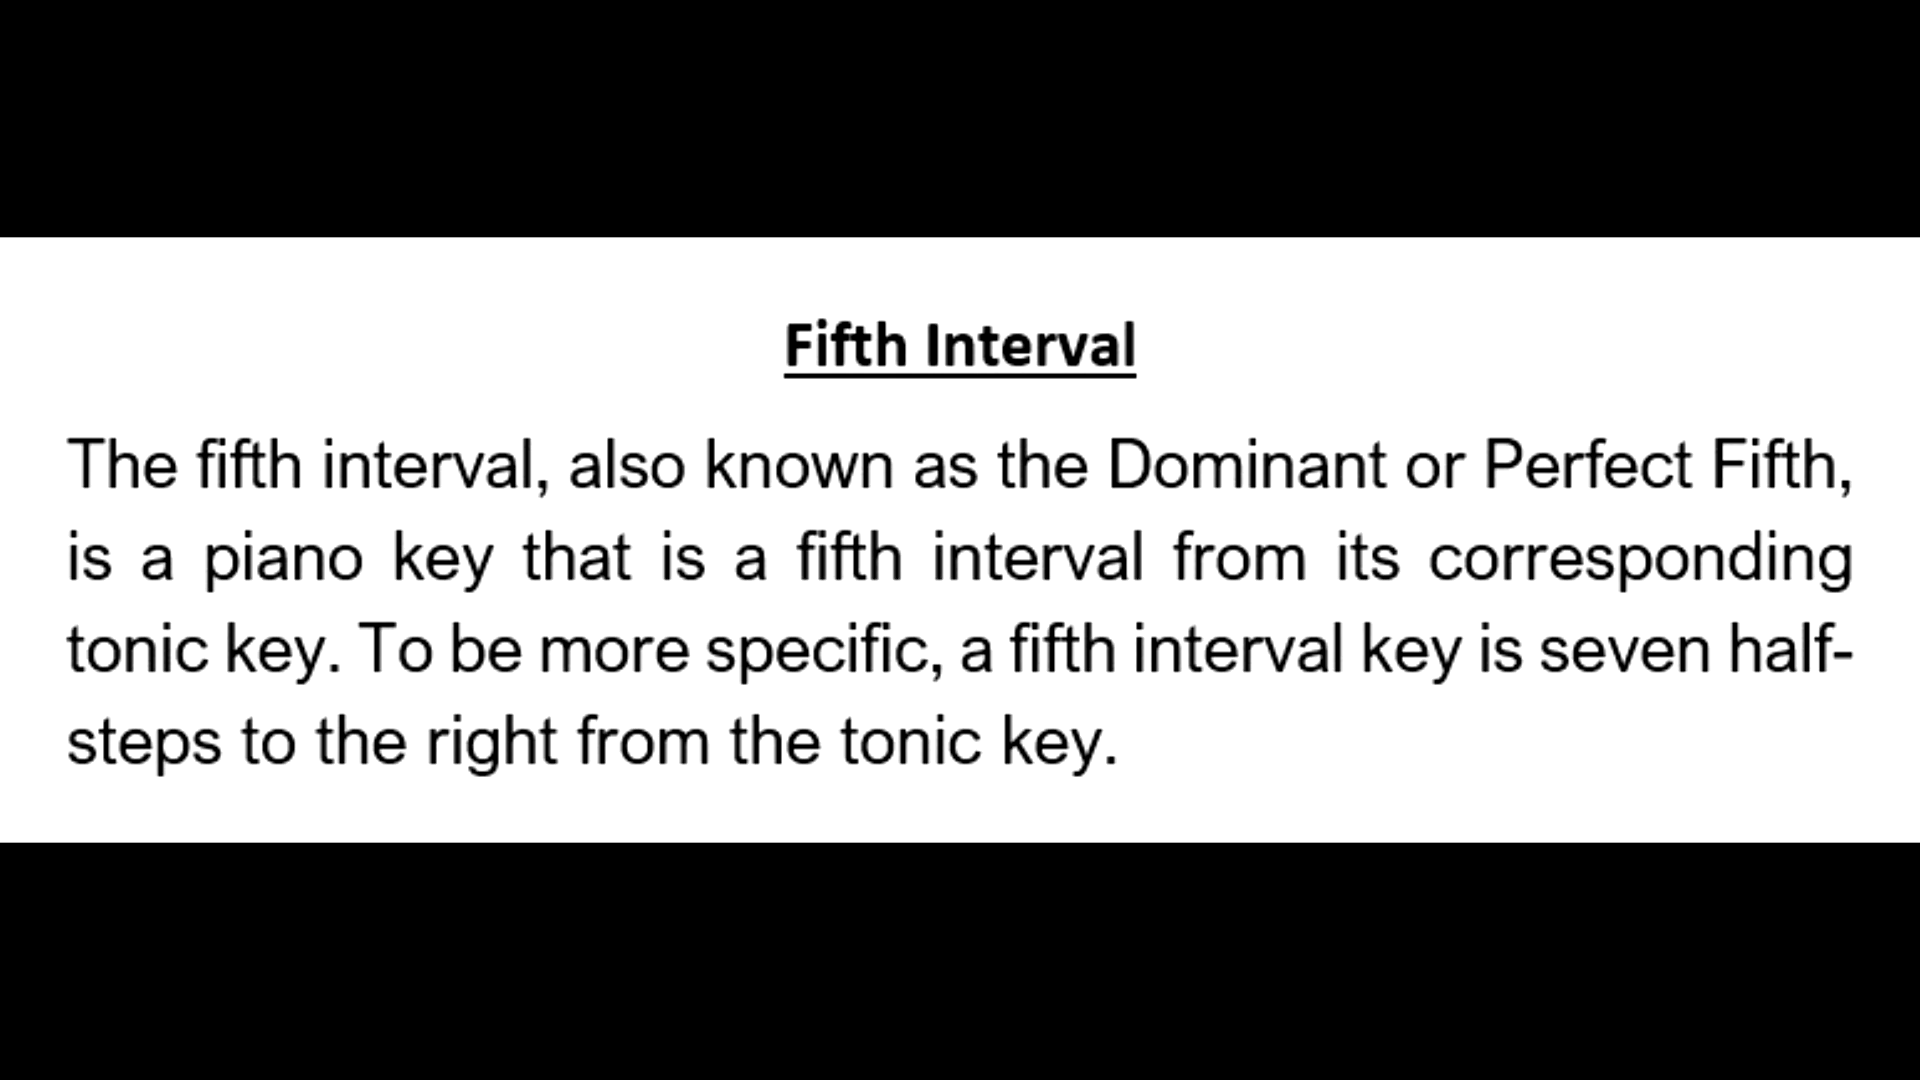 Fifth Interval
The fifth interval, also known as the Dominant or Perfect Fifth,
is a piano key that is a fifth interval from its corresponding
tonic key. To be more specific, a fifth interval key is seven half-
steps to the right from the tonic key.